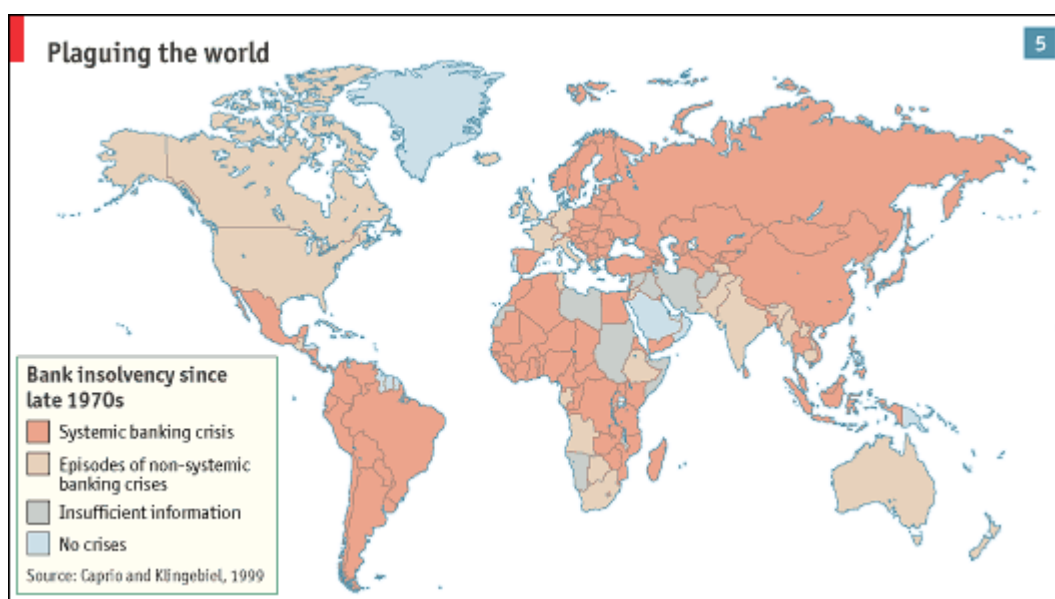 Plaguing the world
5
Bank insolvency since
late 1970s
Systemic banking crisis
Episodes of non-systemic
banking crises
Insufficient information
No crises
Source: Caprio and Klingebiel, 1999